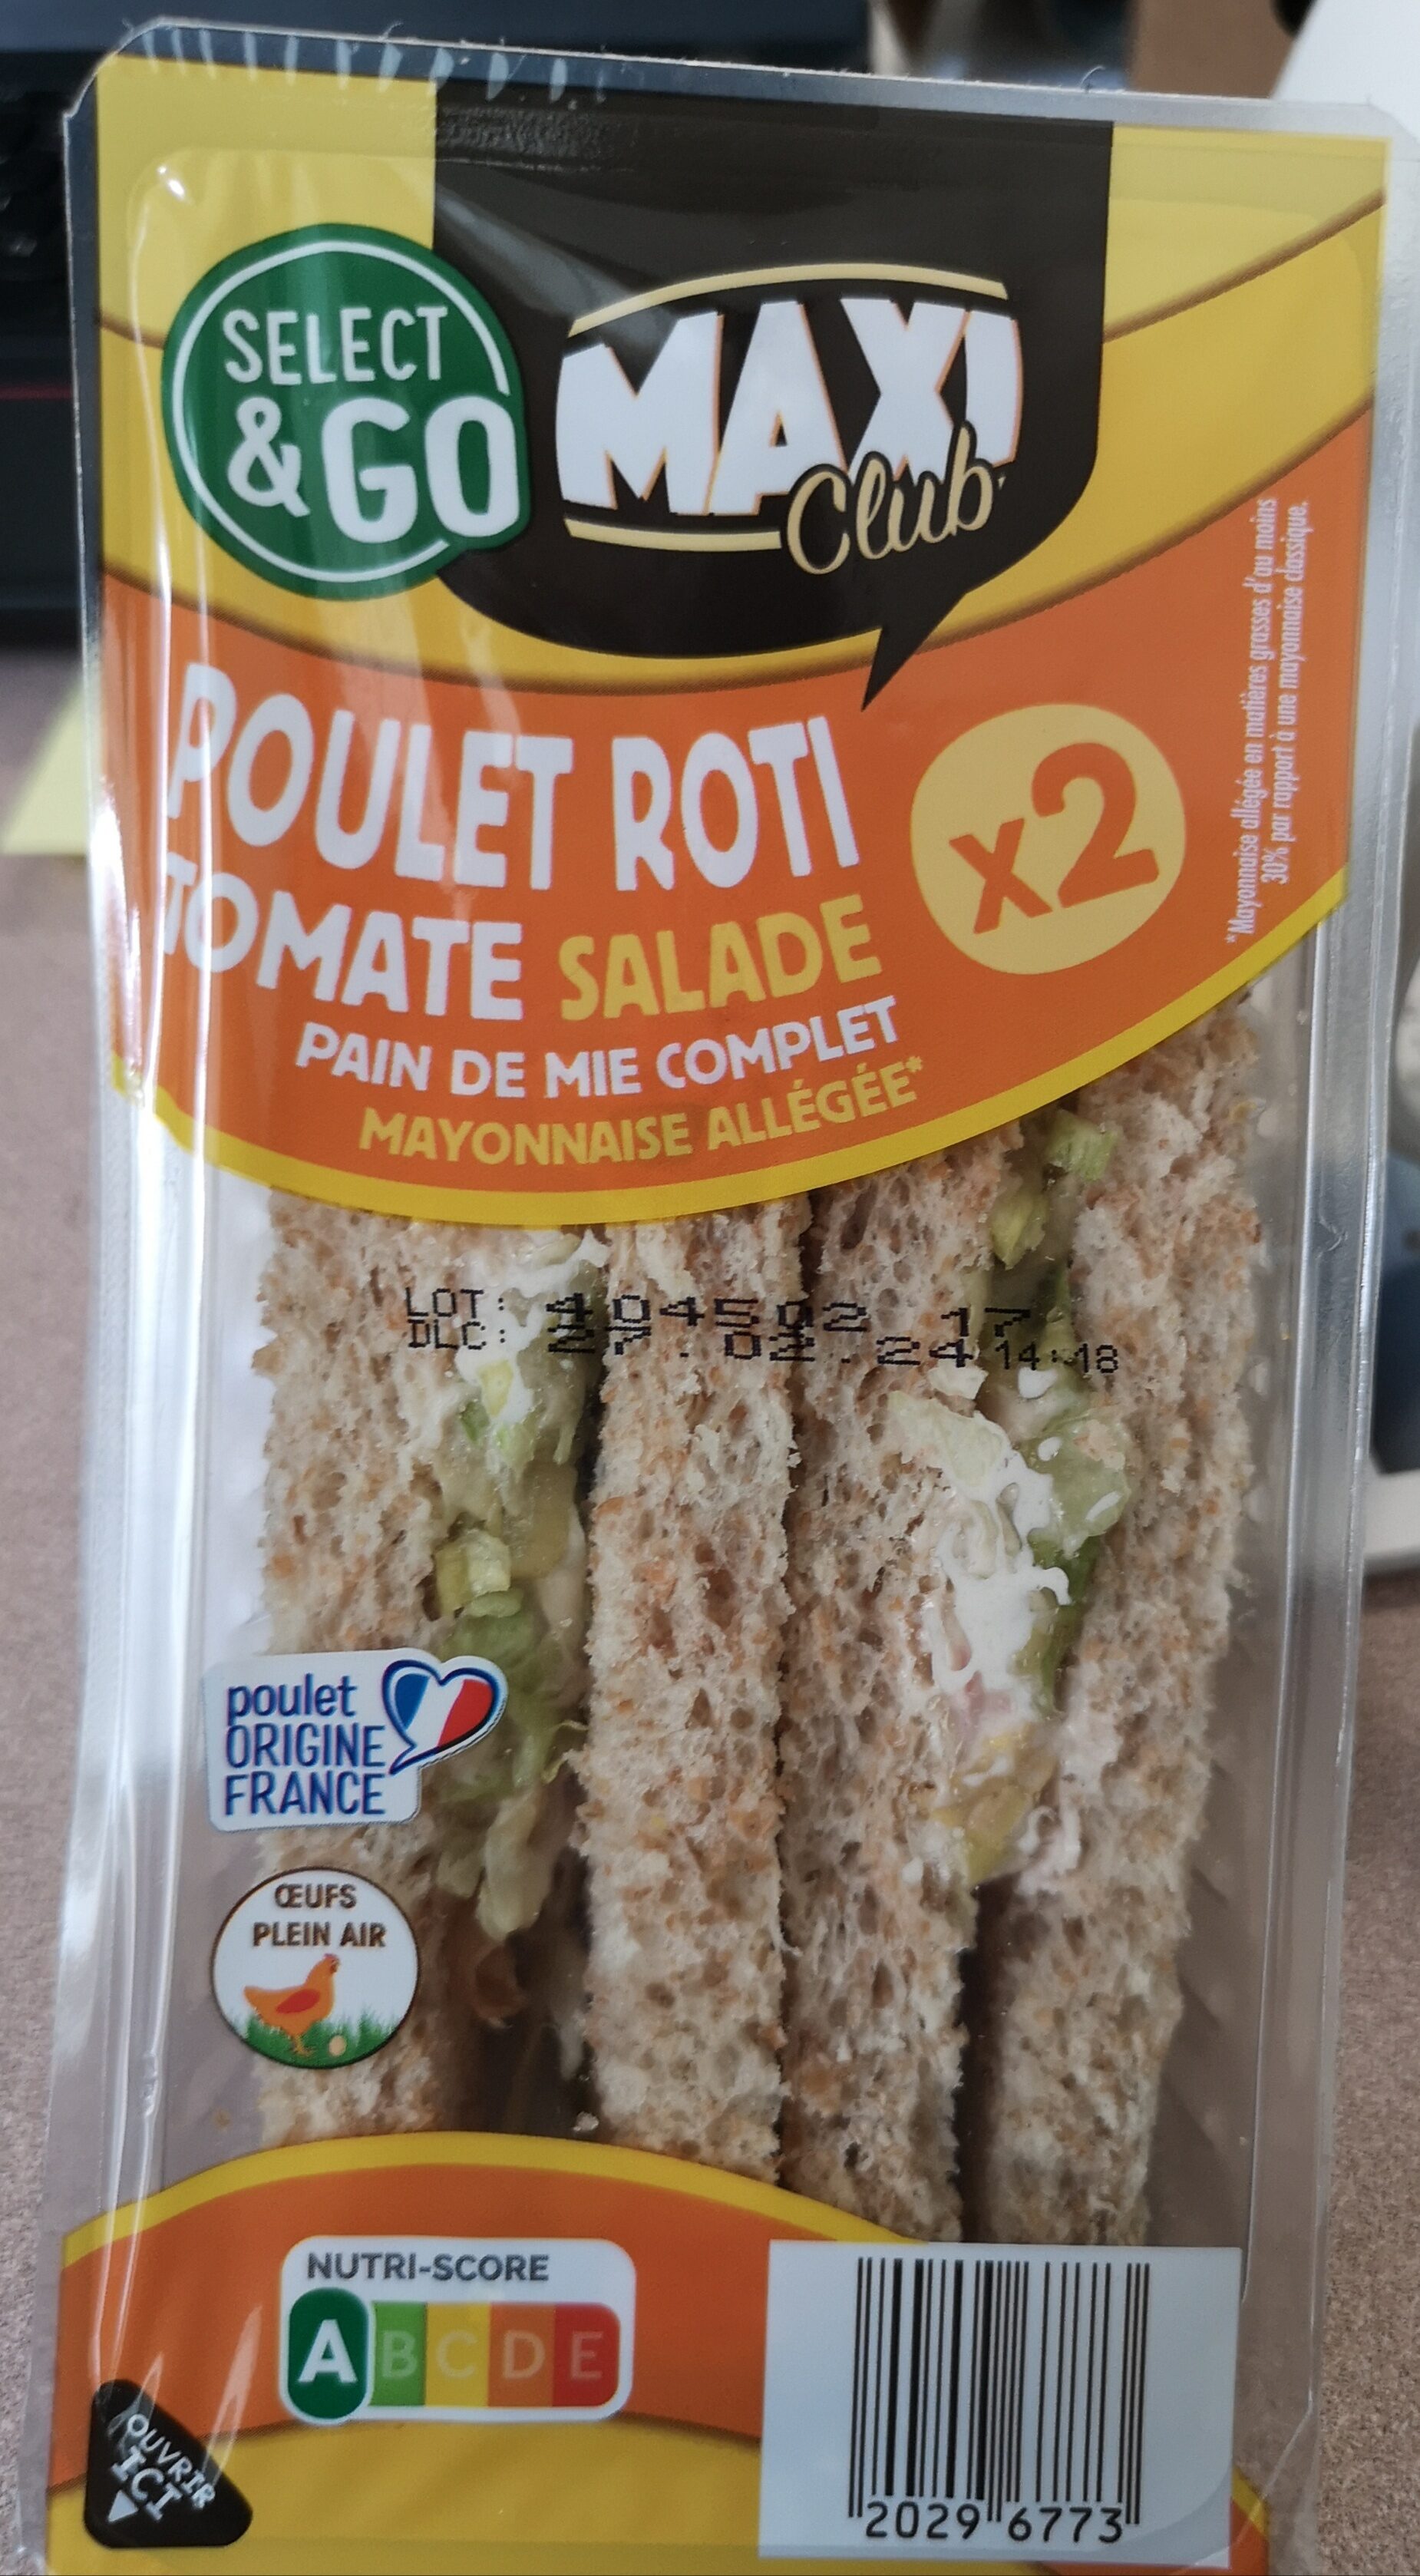 SELECT
&GO
MAXI
Club
POULET ROTI
TOMATE SALADE
PAIN DE MIE COMPLET
MAYONNAISE ALLÉGÉE*
x2
*Mayonnaise allégée en matières grasses d'au moins
30% par rapport à une mayonnaise classique.
LOT: 404502 17
DLC: 27.02.24 14:18
poulet
ORIGINE
FRANCE
ŒUFS
PLEIN AIR
NUTRI-SCORE
A B C D E
OUVRIR
ICI
2029 6773